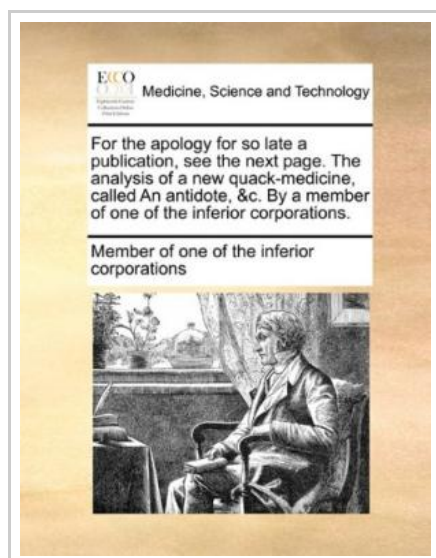 ECCO
Medicine, Science and Technology
For the apology for so late a
publication, see the next page. The
analysis of a new quack-medicine,
called An antidote, &c. By a member
of one of the inferior corporations.
Member of one of the inferior
corporations